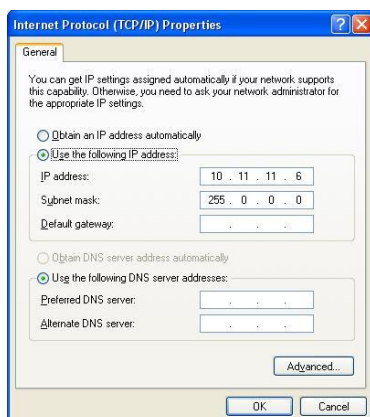 Internet Protocol (TCP/IP) Properties
General
You can get IP settings assigned automatically if your network supports
this capability. Otherwise, you need to ask your network administrator for
the appropriate IP settings.
Obtain an IP address automatically
Use the following IP address:
IP address: 10 . 11 . 11 . 6
Subnet mask: 255 . 0 . 0 . 0
Default gateway: . . .
Obtain DNS server address automatically
Use the following DNS server addresses:
Preferred DNS server: . . .
Alternate DNS server: . . .
Advanced...
OK Cancel